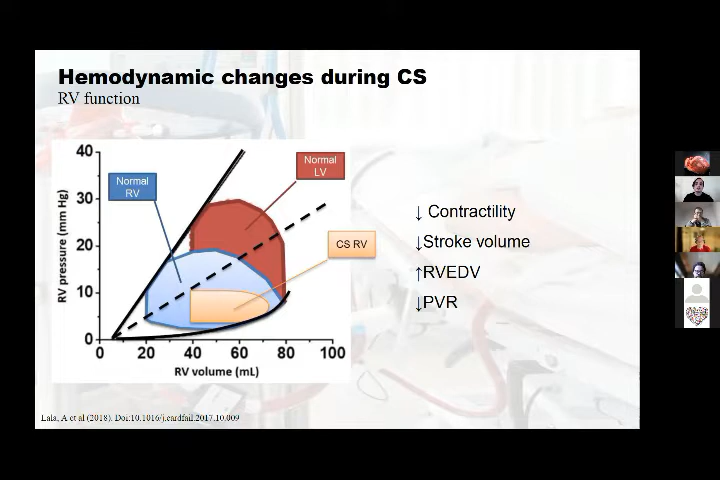 Hemodynamic changes during CS
RV function
Normal
RV
Normal
LV
CS RV
RV pressure (mm Hg)
40
30
20
10
0
0 20 40 60 80 100
RV volume (mL)
↓ Contractility
↓Stroke volume
↑RVEDV
↓PVR
Lala, A et al (2018). Doi:10.1016/j.cardfail.2017.10.009